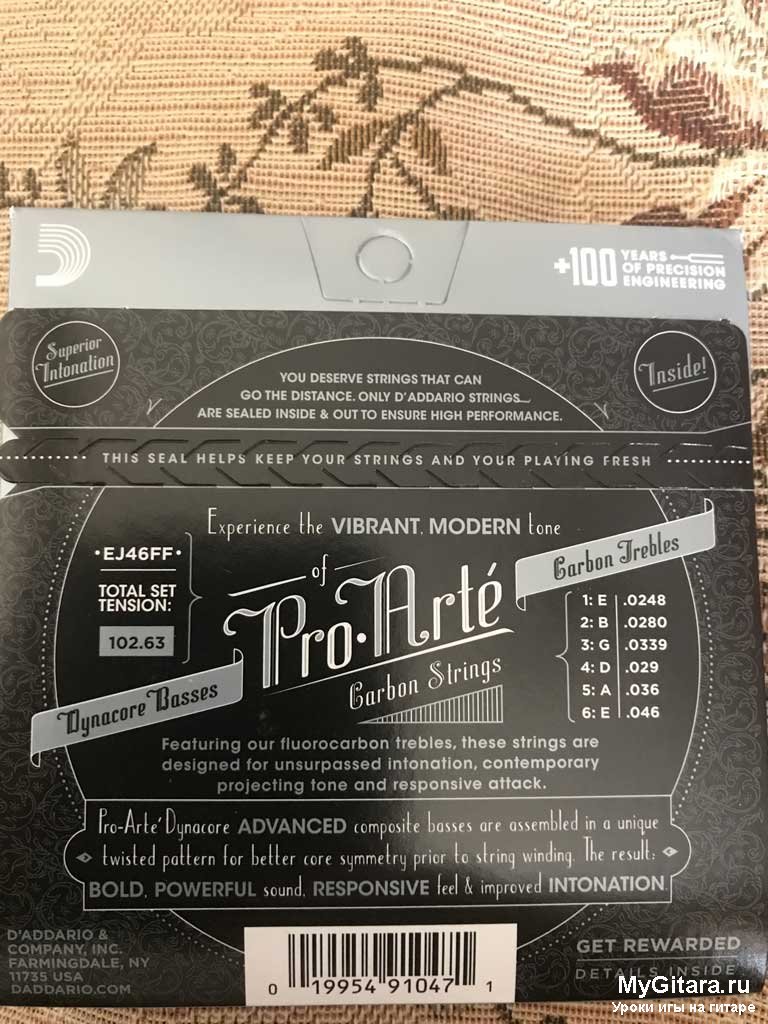 +100 YEARS
OF PRECISION
ENGINEERING
Superior
Intonation
Inside!
YOU DESERVE STRINGS THAT CAN
GO THE DISTANCE. ONLY D'ADDARIO STRINGS
ARE SEALED INSIDE & OUT TO ENSURE HIGH PERFORMANCE.
THIS SEAL HELPS KEEP YOUR STRINGS AND YOUR PLAYING FRESH
Experience the VIBRANT, MODERN tone
of
Pro•Arté
Carbon Strings
•EJ46FF•
TOTAL SET
TENSION:
102.63
Dynacore Basses
Carbon Trebles
1: E .0248
2: B .0280
3: G .0339
4: D .029
5: A .036
6: E .046
Featuring our fluorocarbon trebles, these strings are
designed for unsurpassed intonation, contemporary
projecting tone and responsive attack.
Pro-Arté Dynacore ADVANCED composite basses are assembled in a unique
twisted pattern for better core symmetry prior to string winding. The result:
BOLD, POWERFUL sound, RESPONSIVE feel & improved INTONATION.
D'ADDARIO &
COMPANY, INC.
FARMINGDALE, NY
11735 USA
DADDARIO.COM
0 19954 91047 1
GET REWARDED
DETAILS INSIDE
MyGitara.ru
Уроки игы на гитаре